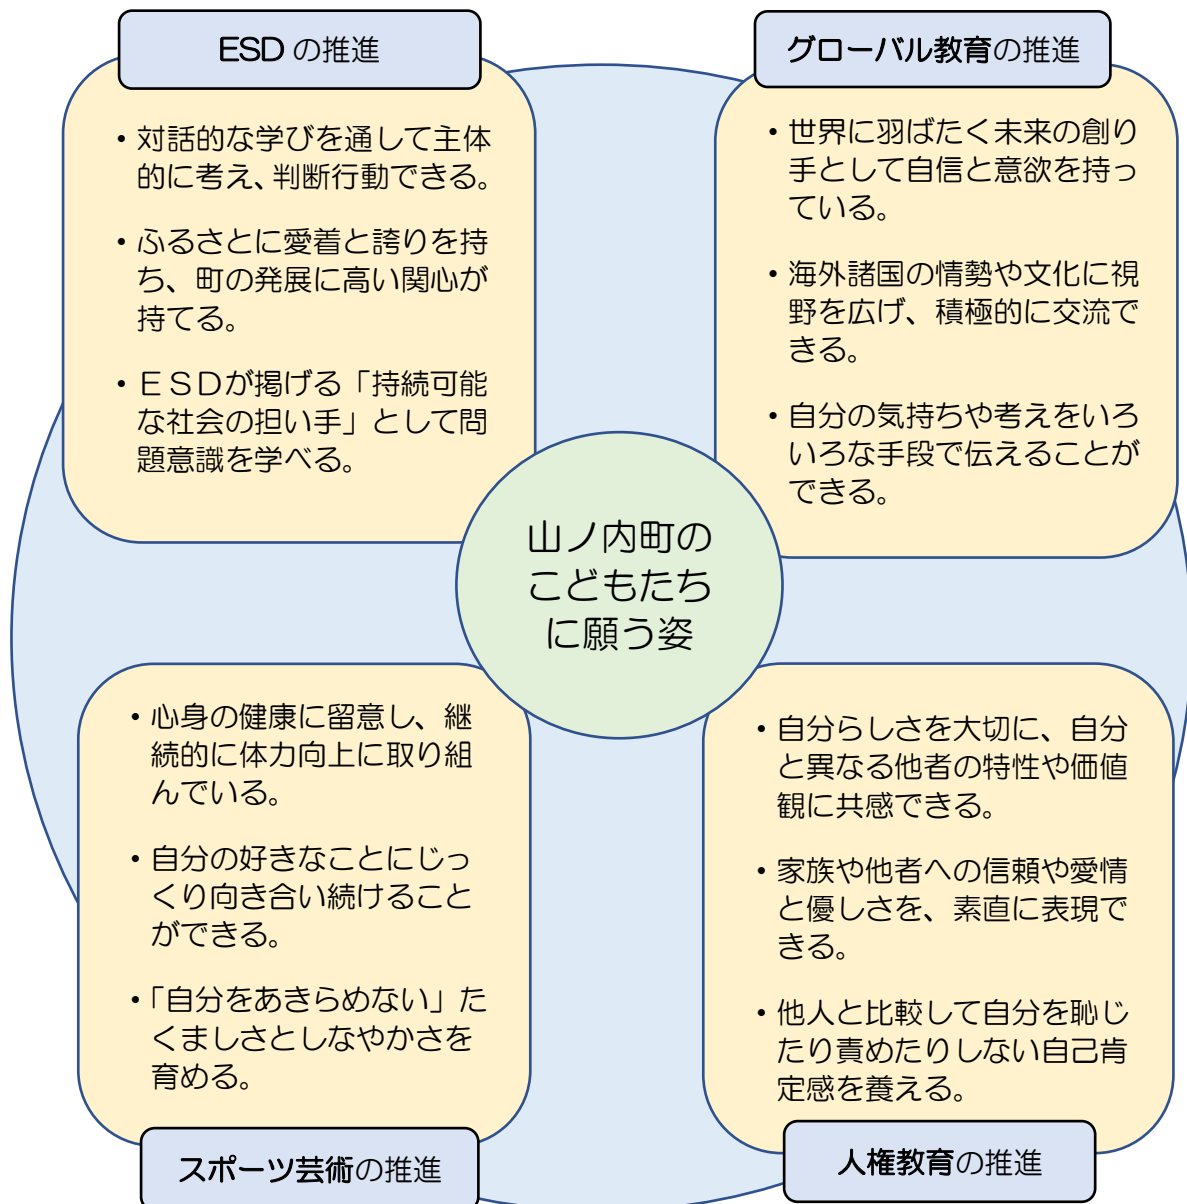 ESD の推進
・対話的な学びを通して主体
的に考え、判断行動できる。
・ふるさとに愛着と誇りを持
ち、町の発展に高い関心が
持てる。
・ＥＳＤが掲げる「持続可能
な社会の担い手」として問
題意識を学べる。
グローバル教育の推進
・世界に羽ばたく未来の創り
手として自信と意欲を持っ
ている。
・海外諸国の情勢や文化に視
野を広げ、積極的に交流で
きる。
・自分の気持ちや考えをいろ
いろな手段で伝えることが
できる。
山ノ内町の
こどもたち
に願う姿
・心身の健康に留意し、継
続的に体力向上に取り組
んでいる。
・自分の好きなことにじっ
くり向き合い続けること
ができる。
・「自分をあきらめない」た
くましさとしなやかさを
育める。
スポーツ芸術の推進
・自分らしさを大切に、自分
と異なる他者の特性や価値
観に共感できる。
・家族や他者への信頼や愛情
と優しさを、素直に表現で
きる。
・他人と比較して自分を恥じ
たり責めたりしない自己肯
定感を養える。
人権教育の推進